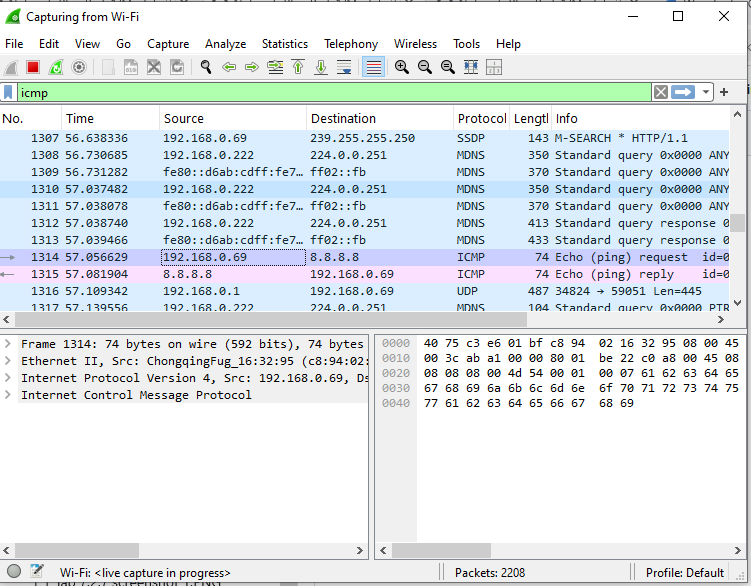 Capturing from Wi-Fi
File Edit View Go Capture Analyze Statistics Telephony Wireless Tools Help
icmp
No. Time Source Destination Protocol Lengtl Info
1307 56.638336 192.168.0.69 239.255.255.250 SSDP 143 M-SEARCH * HTTP/1.1
1308 56.730685 192.168.0.222 224.0.0.251 MDNS 350 Standard query 0x0000 ANY
1309 56.731282 fe80::d6ab:cdff:fe7… ff02::fb MDNS 370 Standard query 0x0000 ANY
1310 57.037482 192.168.0.222 224.0.0.251 MDNS 350 Standard query 0x0000 ANY
1311 57.038078 fe80::d6ab:cdff:fe7… ff02::fb MDNS 370 Standard query 0x0000 ANY
1312 57.038740 192.168.0.222 224.0.0.251 MDNS 413 Standard query response 0
1313 57.039466 fe80::d6ab:cdff:fe7… ff02::fb MDNS 433 Standard query response 0
1314 57.056629 192.168.0.69 8.8.8.8 ICMP 74 Echo (ping) request id=0
1315 57.081904 8.8.8.8 192.168.0.69 ICMP 74 Echo (ping) reply id=0
1316 57.109342 192.168.0.1 192.168.0.69 UDP 487 34824 → 59051 Len=445
1317 57.139556 192.168.0.222 224.0.0.251 MDNS 104 Standard query 0x0000 PTR
Frame 1314: 74 bytes on wire (592 bits), 74 bytes
Ethernet II, Src: ChongqingFug_16:32:95 (c8:94:02:
Internet Protocol Version 4, Src: 192.168.0.69, Ds
Internet Control Message Protocol
0000 40 75 c3 e6 01 bf c8 94 02 16 32 95 08 00 45
0010 00 3c ab a1 00 00 80 01 be 22 c0 a8 00 45 08
0020 08 08 08 00 4d 54 00 01 00 07 61 62 63 64 65
0030 67 68 69 6a 6b 6c 6d 6e 6f 70 71 72 73 74 75
0040 77 61 62 63 64 65 66 67 68 69
Wi-Fi: <live capture in progress> Packets: 2208 Profile: Default